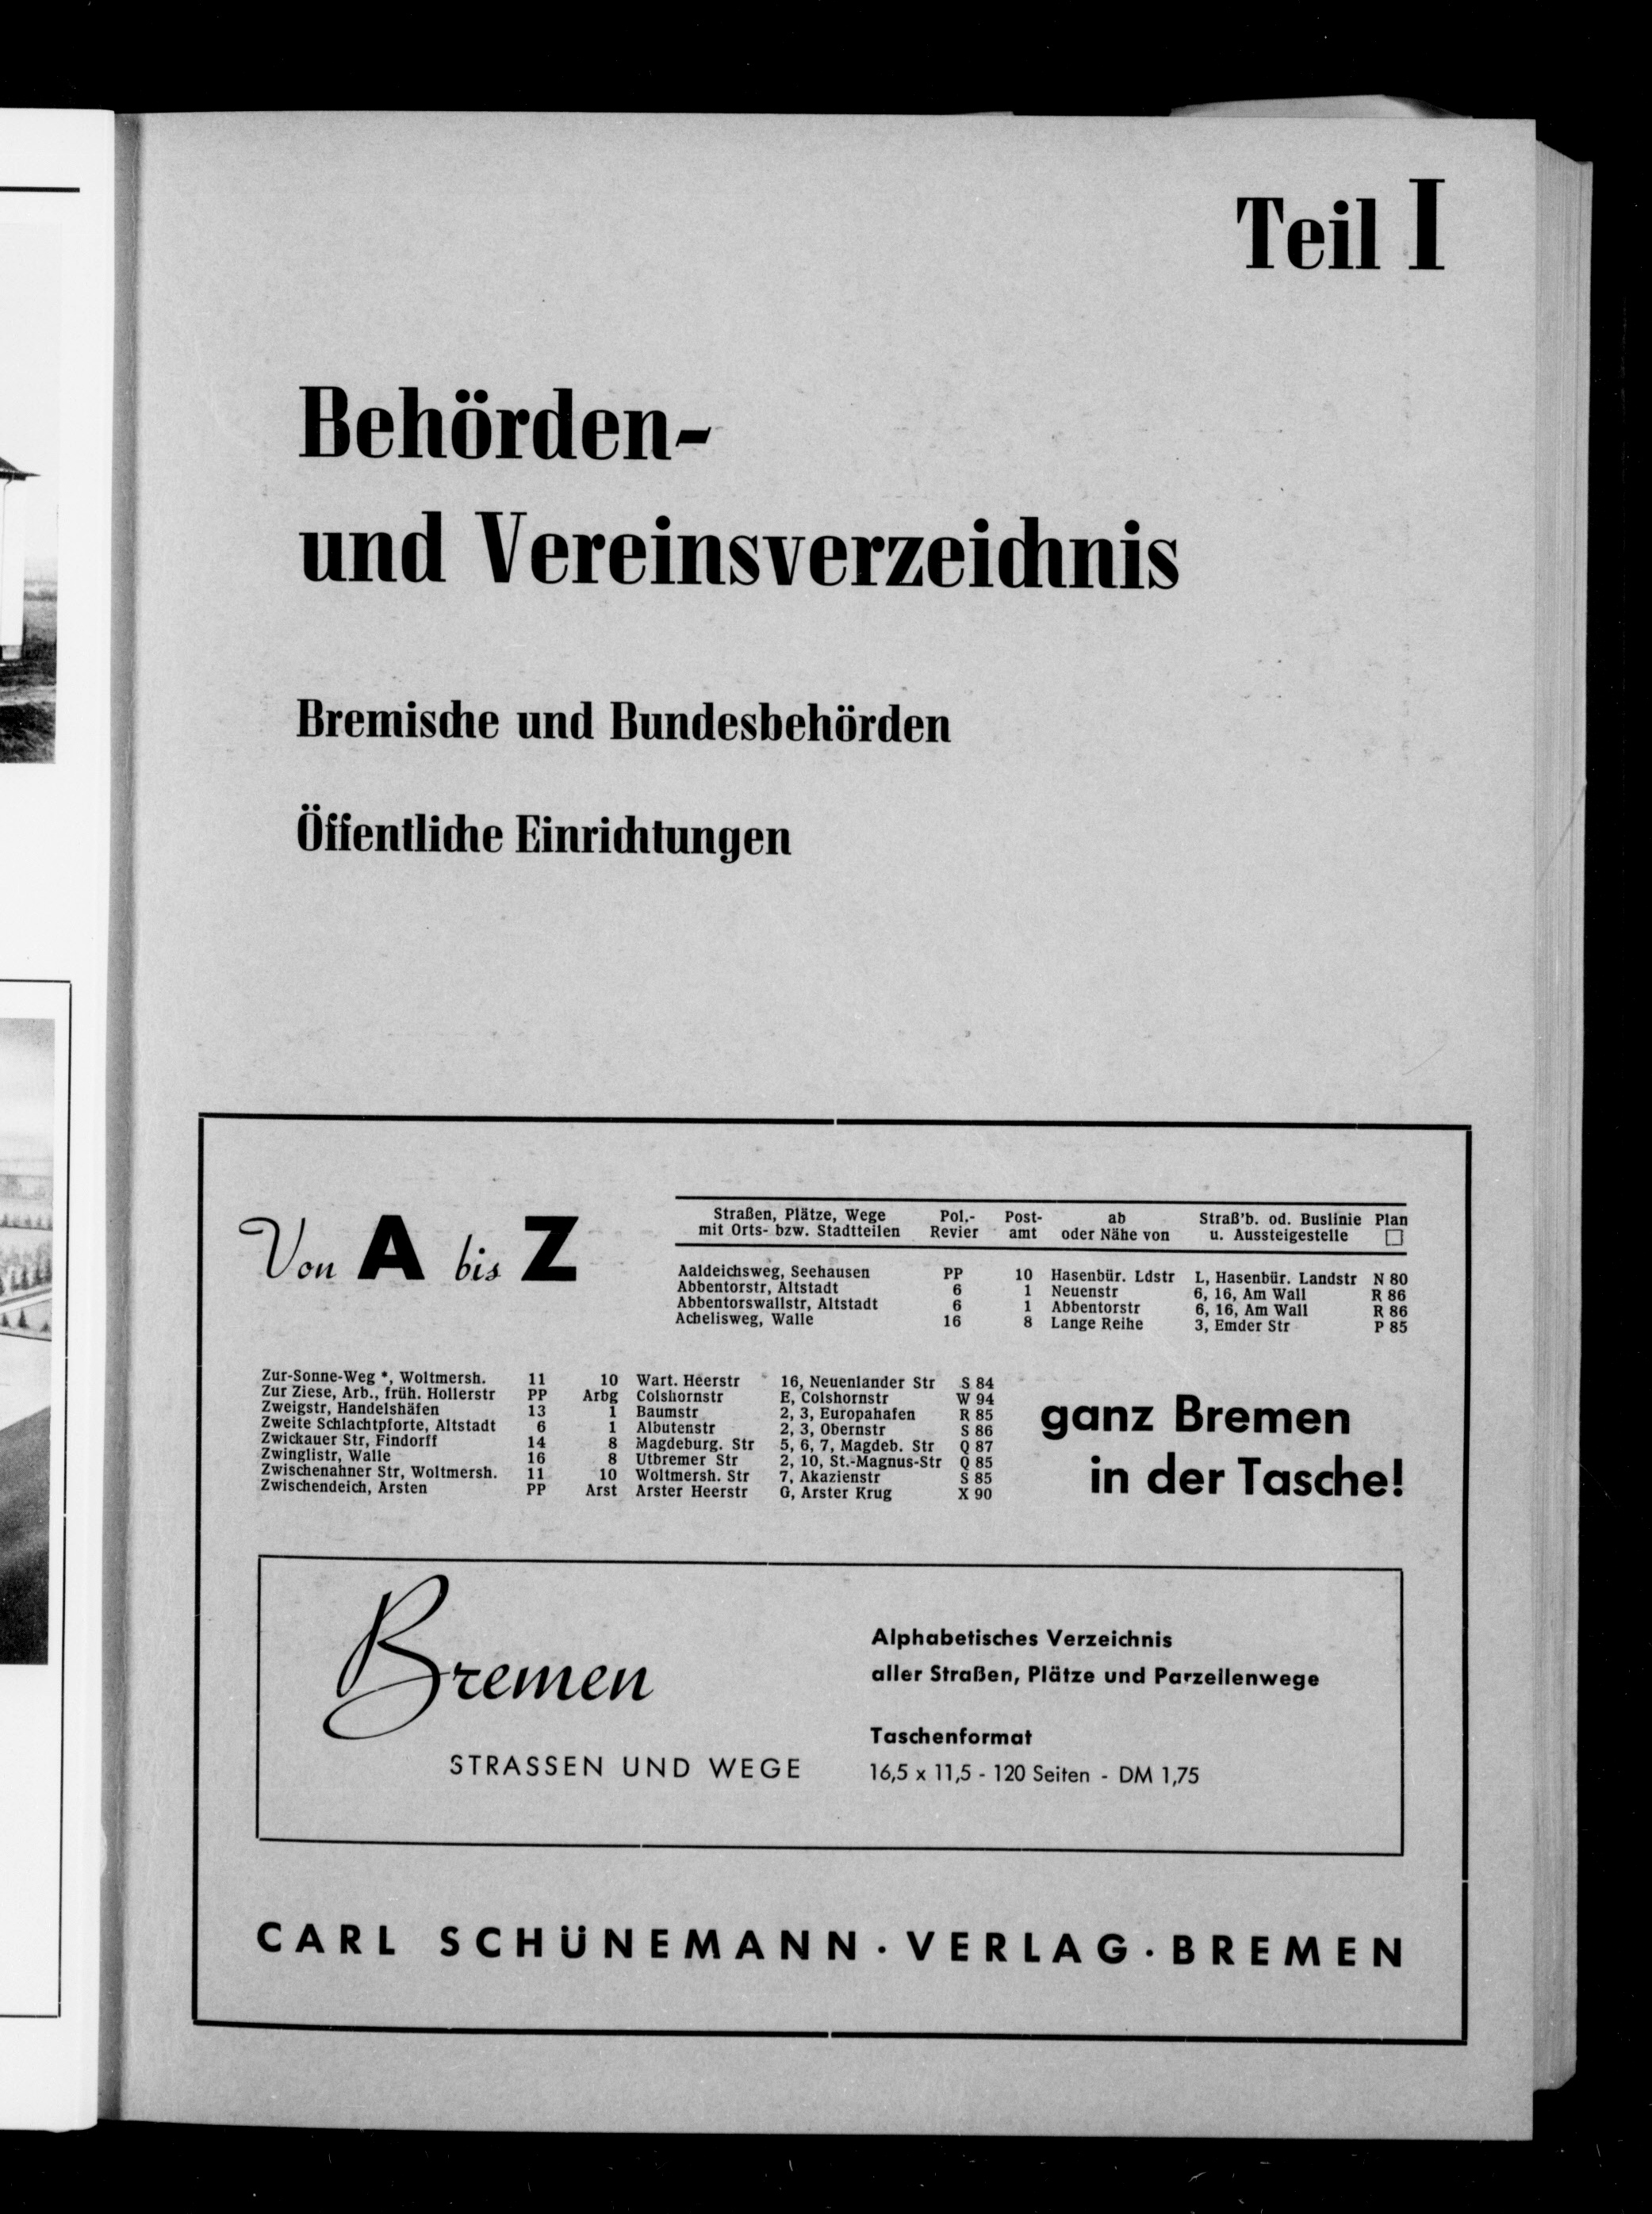 Teil I
Behörden-
und Vereinsverzeichnis
Bremische und Bundesbehörden
Öffentliche Einrichtungen
Von A bis Z
Straßen, Plätze, Wege Pol.- Post- ab Straß'b. od. Buslinie Plan
mit Orts- bzw. Stadtteilen Revier amt oder Nähe von u. Aussteigestelle □
Aaldeichsweg, Seehausen PP 10 Hasenbür. Ldstr L, Hasenbür. Landstr N 80
Abbentorstr, Altstadt 6 1 Neuenstr 6, 16, Am Wall R 86
Abbentorswallstr, Altstadt 6 1 Abbentorstr 6, 16, Am Wall R 86
Achelisweg, Walle 16 8 Lange Reihe 3, Emder Str P 85
Zur-Sonne-Weg *, Woltmersh. 11 10 Wart. Heerstr 16, Neuenlander Str S 84
Zur Ziese, Arb., früh. Hollerstr PP Arbg Colshornstr E, Colshornstr W 94
Zweigstr, Handelshäfen 13 1 Baumstr 2, 3, Europahafen R 85
Zweite Schlachtpforte, Altstadt 6 1 Albutenstr 2, 3, Obernstr S 86
Zwickauer Str, Findorff 14 8 Magdeburg. Str 5, 6, 7, Magdeb. Str Q 87
Zwinglistr, Walle 16 8 Utbremer Str 2, 10, St.-Magnus-Str Q 85
Zwischenahner Str, Woltmersh. 11 10 Woltmersh. Str 7, Akazienstr S 85
Zwischendeich, Arsten PP Arst Arster Heerstr G, Arster Krug X 90
ganz Bremen
in der Tasche!
Bremen
STRASSEN UND WEGE
Alphabetisches Verzeichnis
aller Straßen, Plätze und Parzellenwege
Taschenformat
16,5 x 11,5 - 120 Seiten - DM 1,75
CARL SCHÜNEMANN · VERLAG · BREMEN